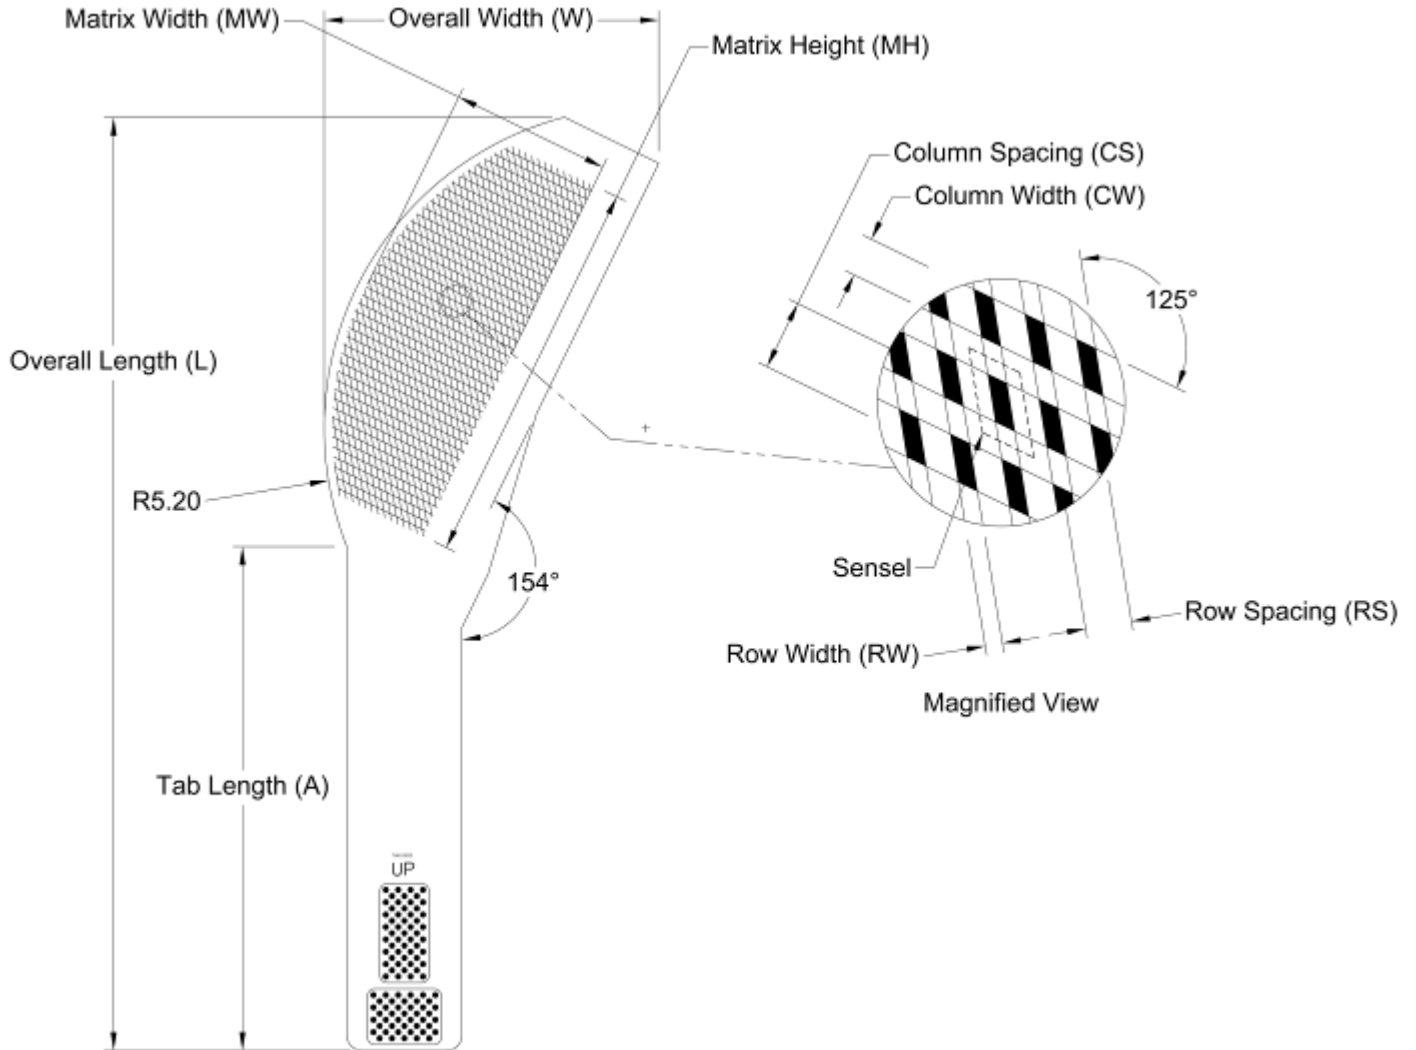 Matrix Width (MW)
Overall Width (W)
Matrix Height (MH)
Column Spacing (CS)
Column Width (CW)
125°
Overall Length (L)
R5.20
154°
Sensel
Row Spacing (RS)
Row Width (RW)
Magnified View
Tab Length (A)
UP